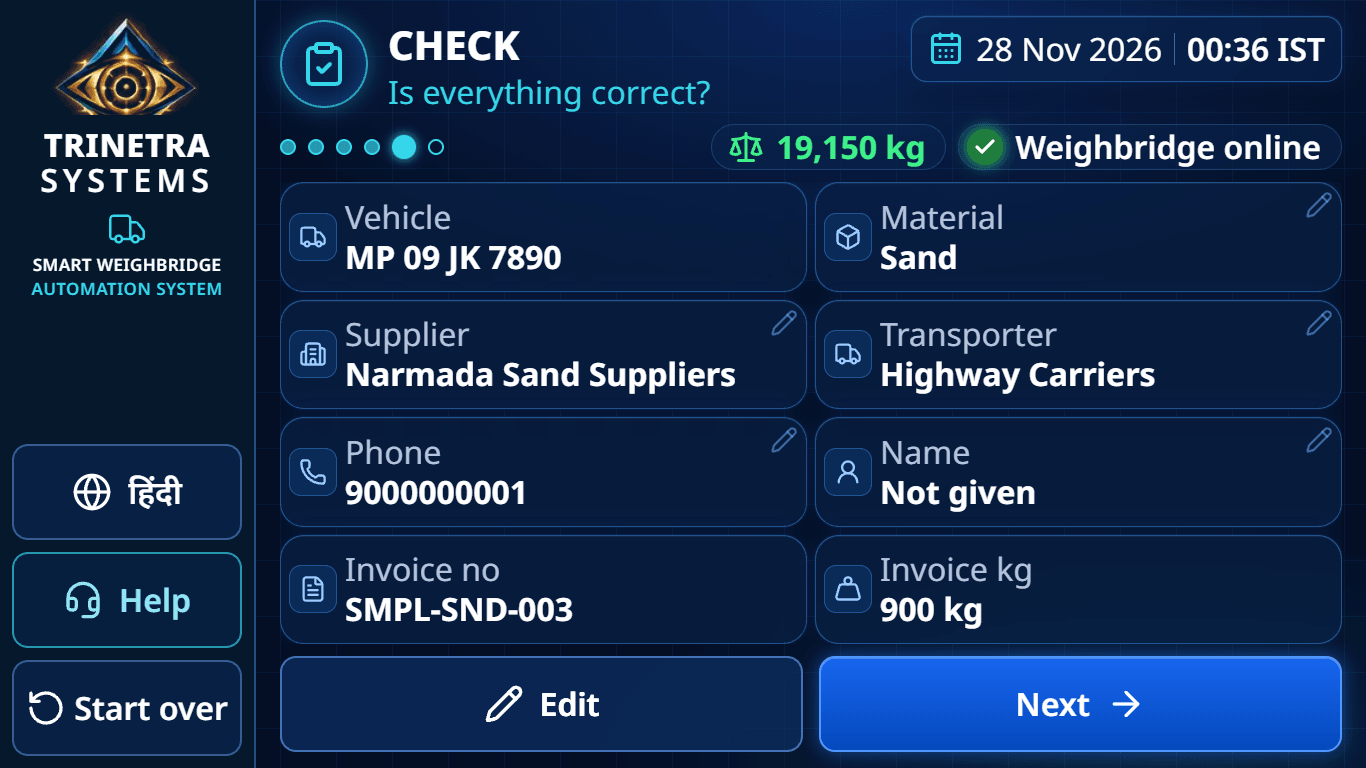 TRINETRA
SYSTEMS
SMART WEIGHBRIDGE
AUTOMATION SYSTEM
हिंदी
Help
Start over
CHECK
Is everything correct?
28 Nov 2026
00:36 IST
19,150 kg
Weighbridge online
Vehicle
MP 09 JK 7890
Material
Sand
Supplier
Narmada Sand Suppliers
Transporter
Highway Carriers
Phone
9000000001
Name
Not given
Invoice no
SMPL-SND-003
Invoice kg
900 kg
Edit
Next